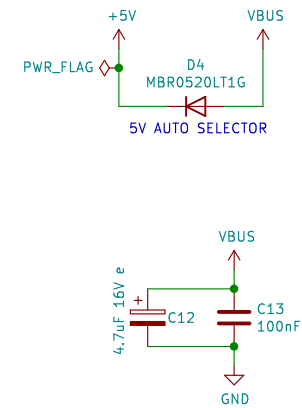 +5V
VBUS
PWR_FLAG
D4
MBR0520LT1G
5V AUTO SELECTOR
VBUS
4.7uF 16V e
+
C12
C13
100nF
GND